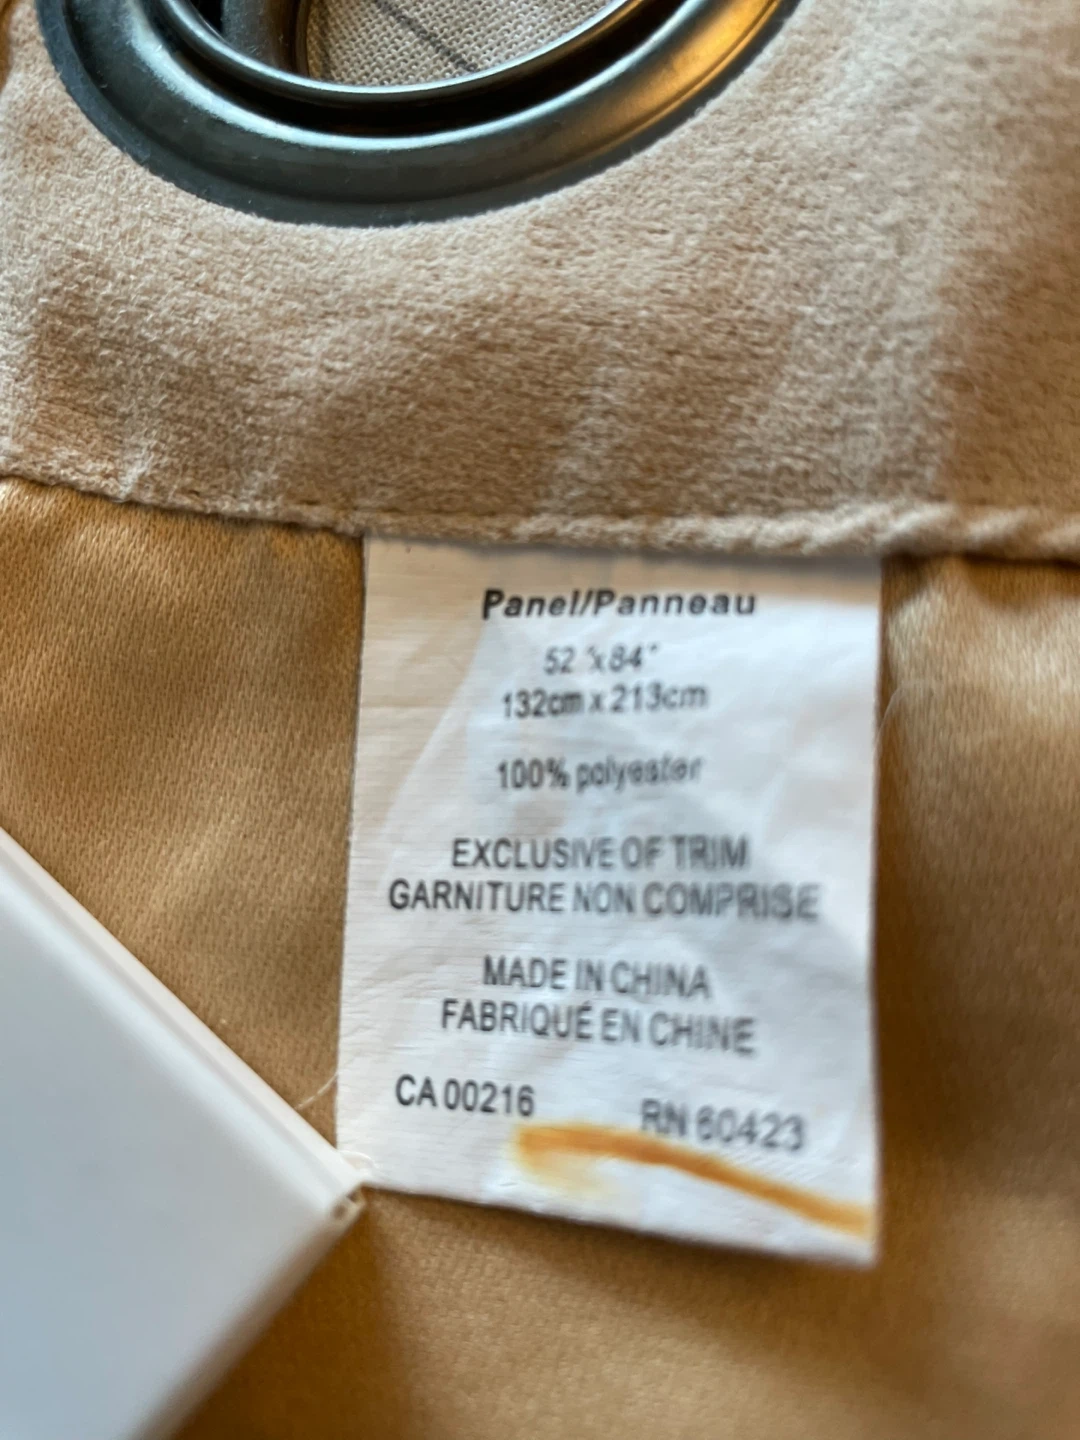 Panel/Panneau
52"x84"
132cm x 213cm
100% polyester
EXCLUSIVE OF TRIM
GARNITURE NON COMPRISE
MADE IN CHINA
FABRIQUÉ EN CHINE
CA 00216 RN 60423